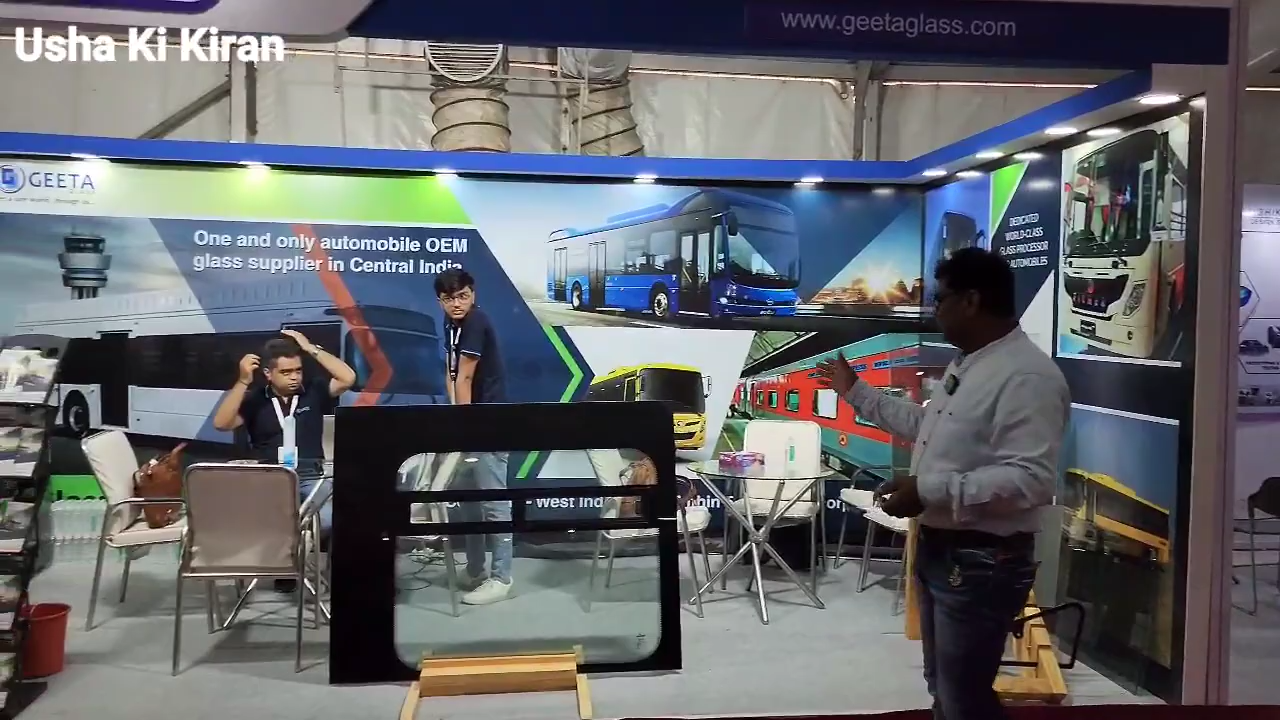 Usha Ki Kiran
www.geetaglass.com
GEETA
One and only automobile OEM
glass supplier in Central India
DEDICATED
WORLD-CLASS
GLASS PROCESSOR
AUTOMOBILES
West
EICHER